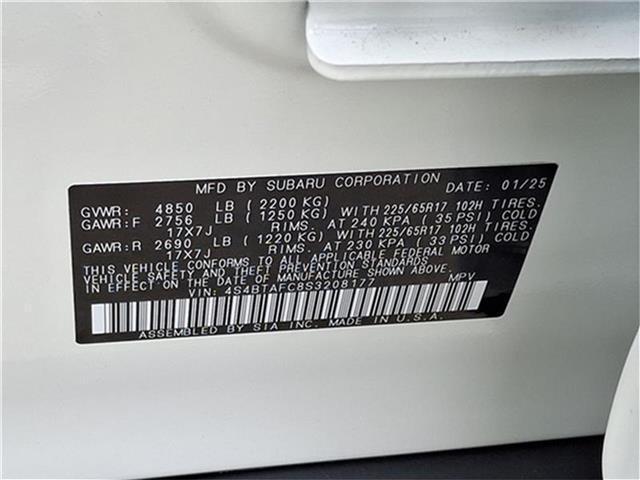 MFD BY SUBARU CORPORATION DATE: 01/25
GVWR: 4850 LB (2200 KG)
GAWR:F 2756 LB (1250 KG) WITH 225/65R17 102H TIRES.
17X7J RIMS. AT 240 KPA (35 PSI) COLD
GAWR:R 2690 LB (1220 KG) WITH 225/65R17 102H TIRES.
17X7J RIMS. AT 230 KPA (33 PSI) COLD
THIS VEHICLE CONFORMS TO ALL APPLICABLE FEDERAL MOTOR
VEHICLE SAFETY AND THEFT PREVENTION STANDARDS
IN EFFECT ON THE DATE OF MANUFACTURE SHOWN ABOVE.
VIN: 4S4BTAFC8S3208177 MPV
ASSEMBLED BY SIA INC. MADE IN U.S.A.